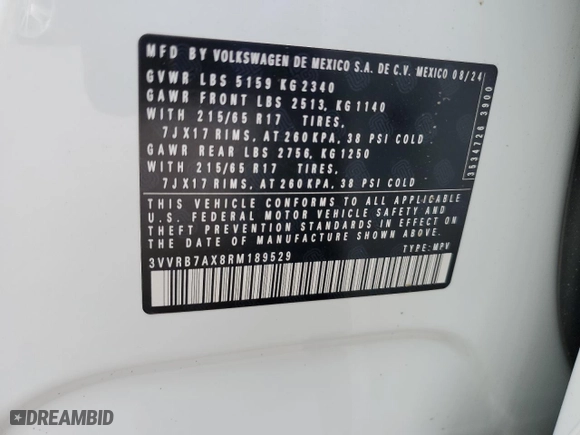 MFD BY VOLKSWAGEN DE MEXICO S.A. DE C.V. MEXICO 08/24
GVWR LBS 5159 KG 2340
GAWR FRONT LBS 2513, KG 1140
WITH 215/65 R17 TIRES,
7JX17 RIMS, AT 260 KPA, 38 PSI COLD
GAWR REAR LBS 2756, KG 1250
WITH 215/65 R17 TIRES,
7JX17 RIMS, AT 260 KPA, 38 PSI COLD
THIS VEHICLE CONFORMS TO ALL APPLICABLE
U.S. FEDERAL MOTOR VEHICLE SAFETY AND
THEFT PREVENTION STANDARDS IN EFFECT ON
THE DATE OF MANUFACTURE SHOWN ABOVE.
3VVRB7AX8RM189529 TYPE: MPV
3534726 3900
DREAMBID